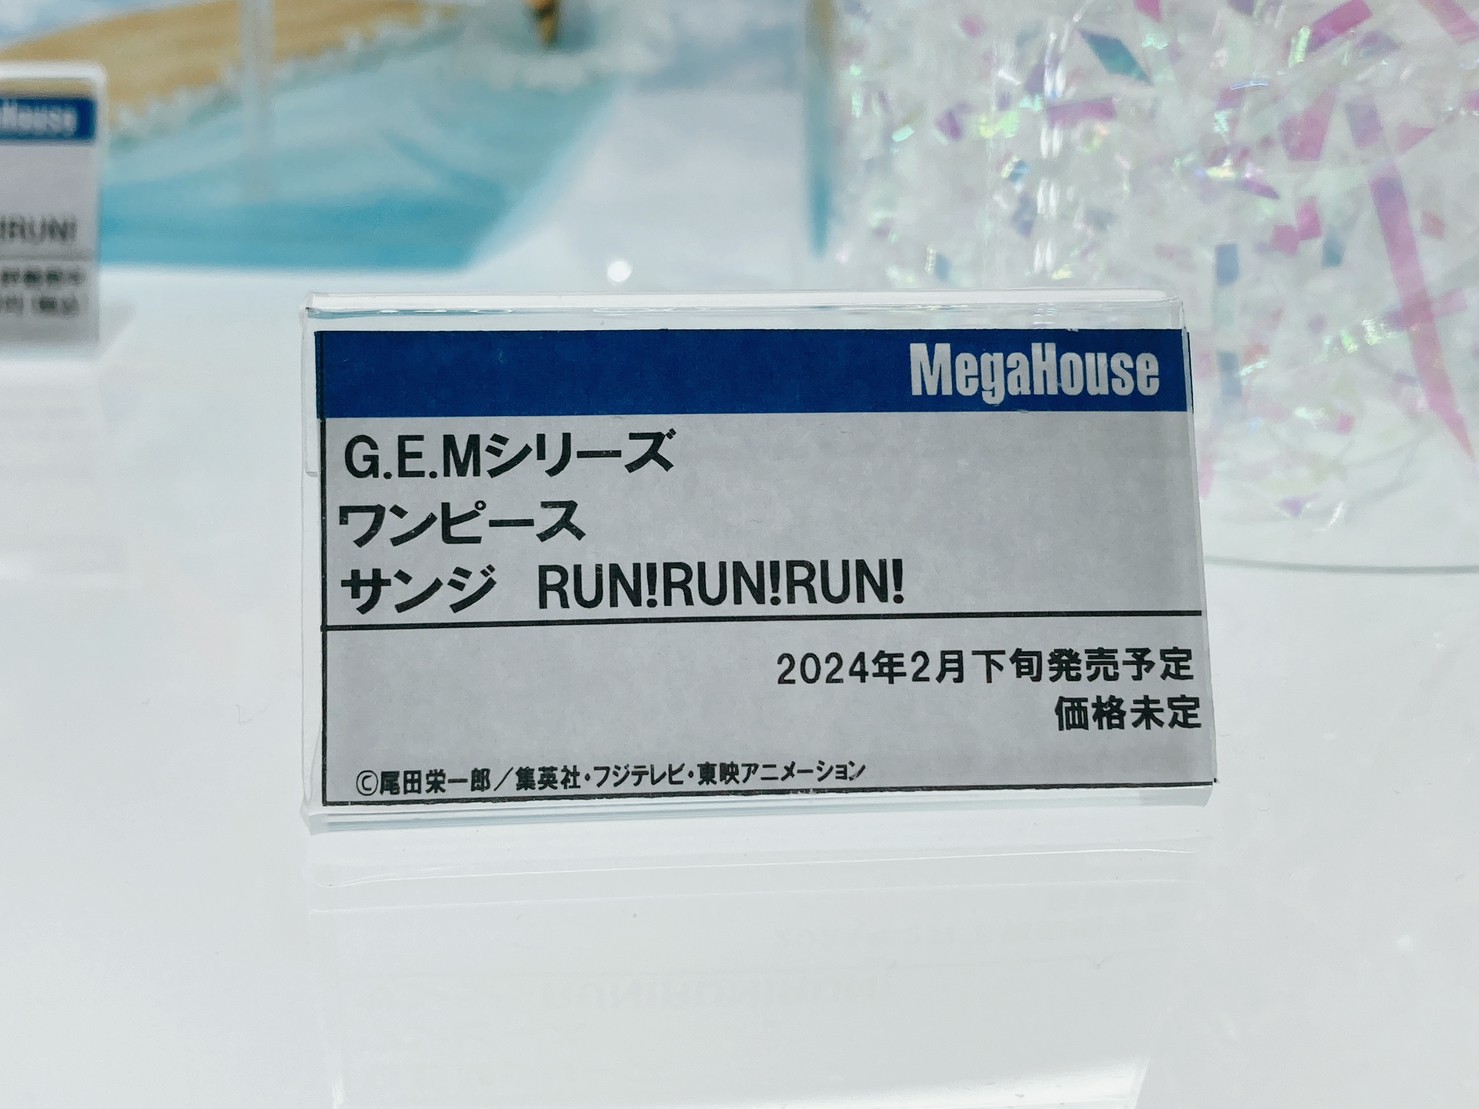 House
!RUN!
MegaHouse
G.E.Mシリーズ
ワンピース
サンジ RUN!RUN!RUN!
2024年2月下旬発売予定
価格未定
©尾田栄一郎／集英社・フジテレビ・東映アニメーション